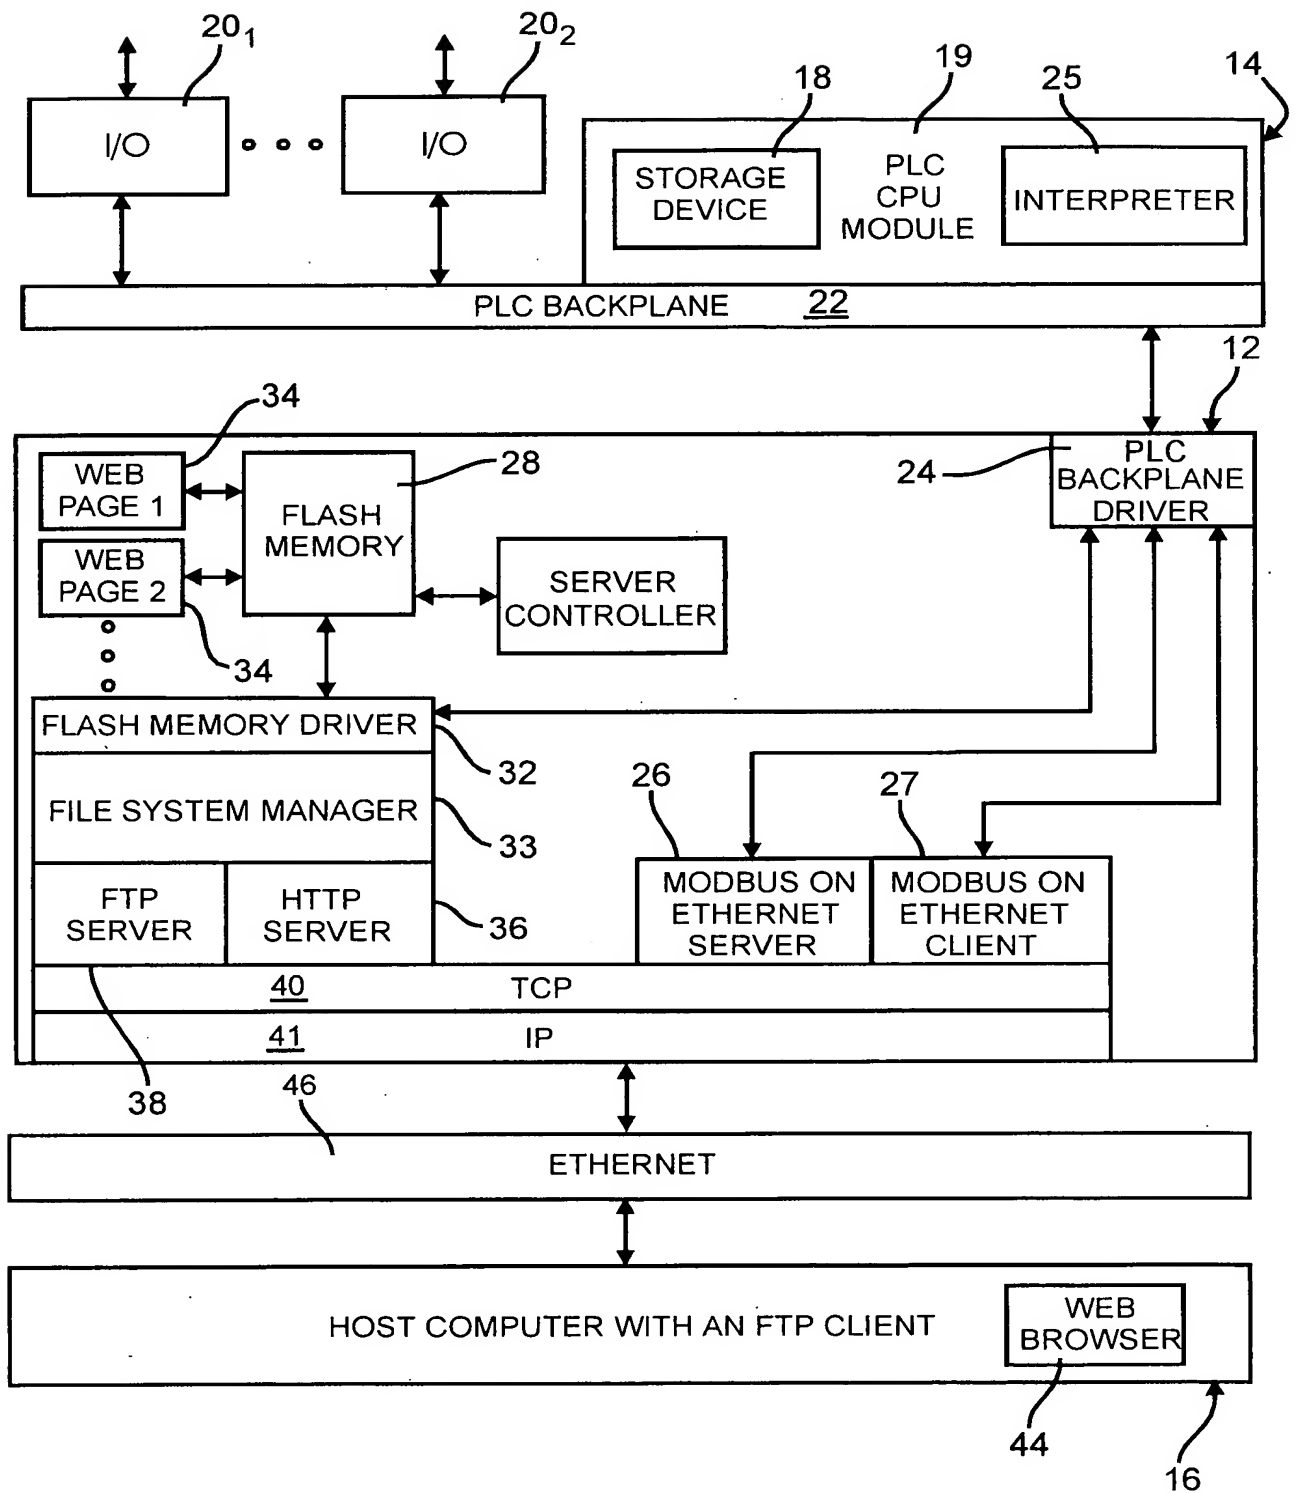 20₁
20₂
18
19
25
14
I/O
I/O
STORAGE
DEVICE
PLC
CPU
MODULE
INTERPRETER
PLC BACKPLANE 22
12
34
WEB
PAGE 1
28
FLASH
MEMORY
24
PLC
BACKPLANE
DRIVER
WEB
PAGE 2
SERVER
CONTROLLER
34
FLASH MEMORY DRIVER
32
FILE SYSTEM MANAGER
33
26
27
FTP
SERVER
HTTP
SERVER
36
MODBUS ON
ETHERNET
SERVER
MODBUS ON
ETHERNET
CLIENT
40 TCP
41 IP
38
46
ETHERNET
HOST COMPUTER WITH AN FTP CLIENT
WEB
BROWSER
44
16